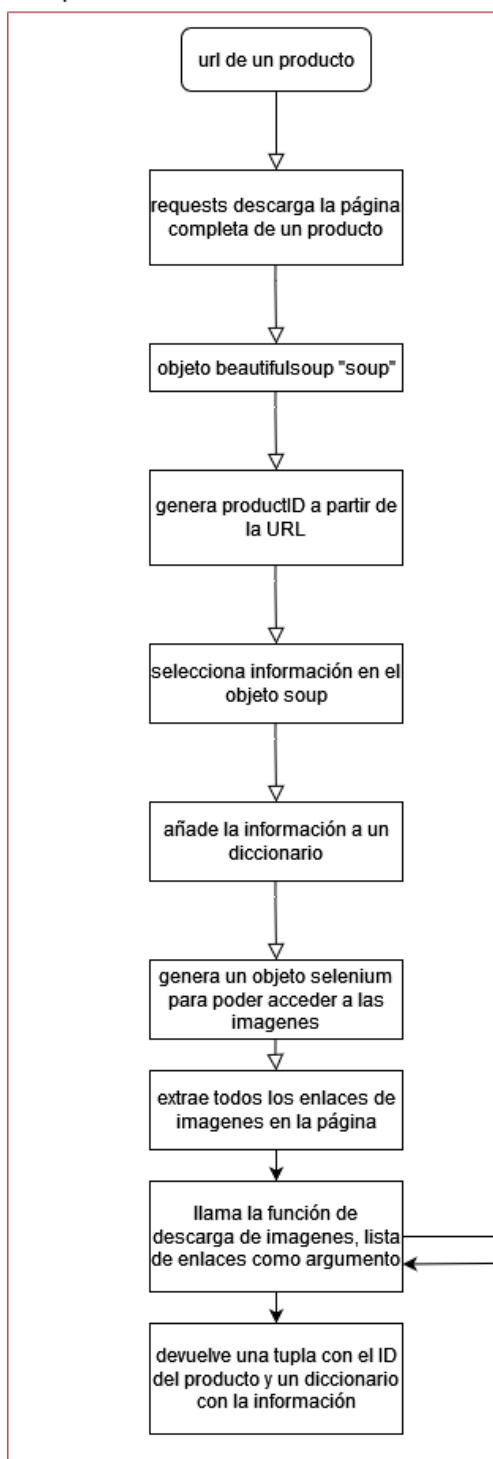 url de un producto
requests descarga la página
completa de un producto
objeto beautifulsoup "soup"
genera productID a partir de
la URL
selecciona información en el
objeto soup
añade la información a un
diccionario
genera un objeto selenium
para poder acceder a las
imagenes
extrae todos los enlaces de
imagenes en la página
llama la función de
descarga de imagenes, lista
de enlaces como argumento
devuelve una tupla con el ID
del producto y un diccionario
con la información